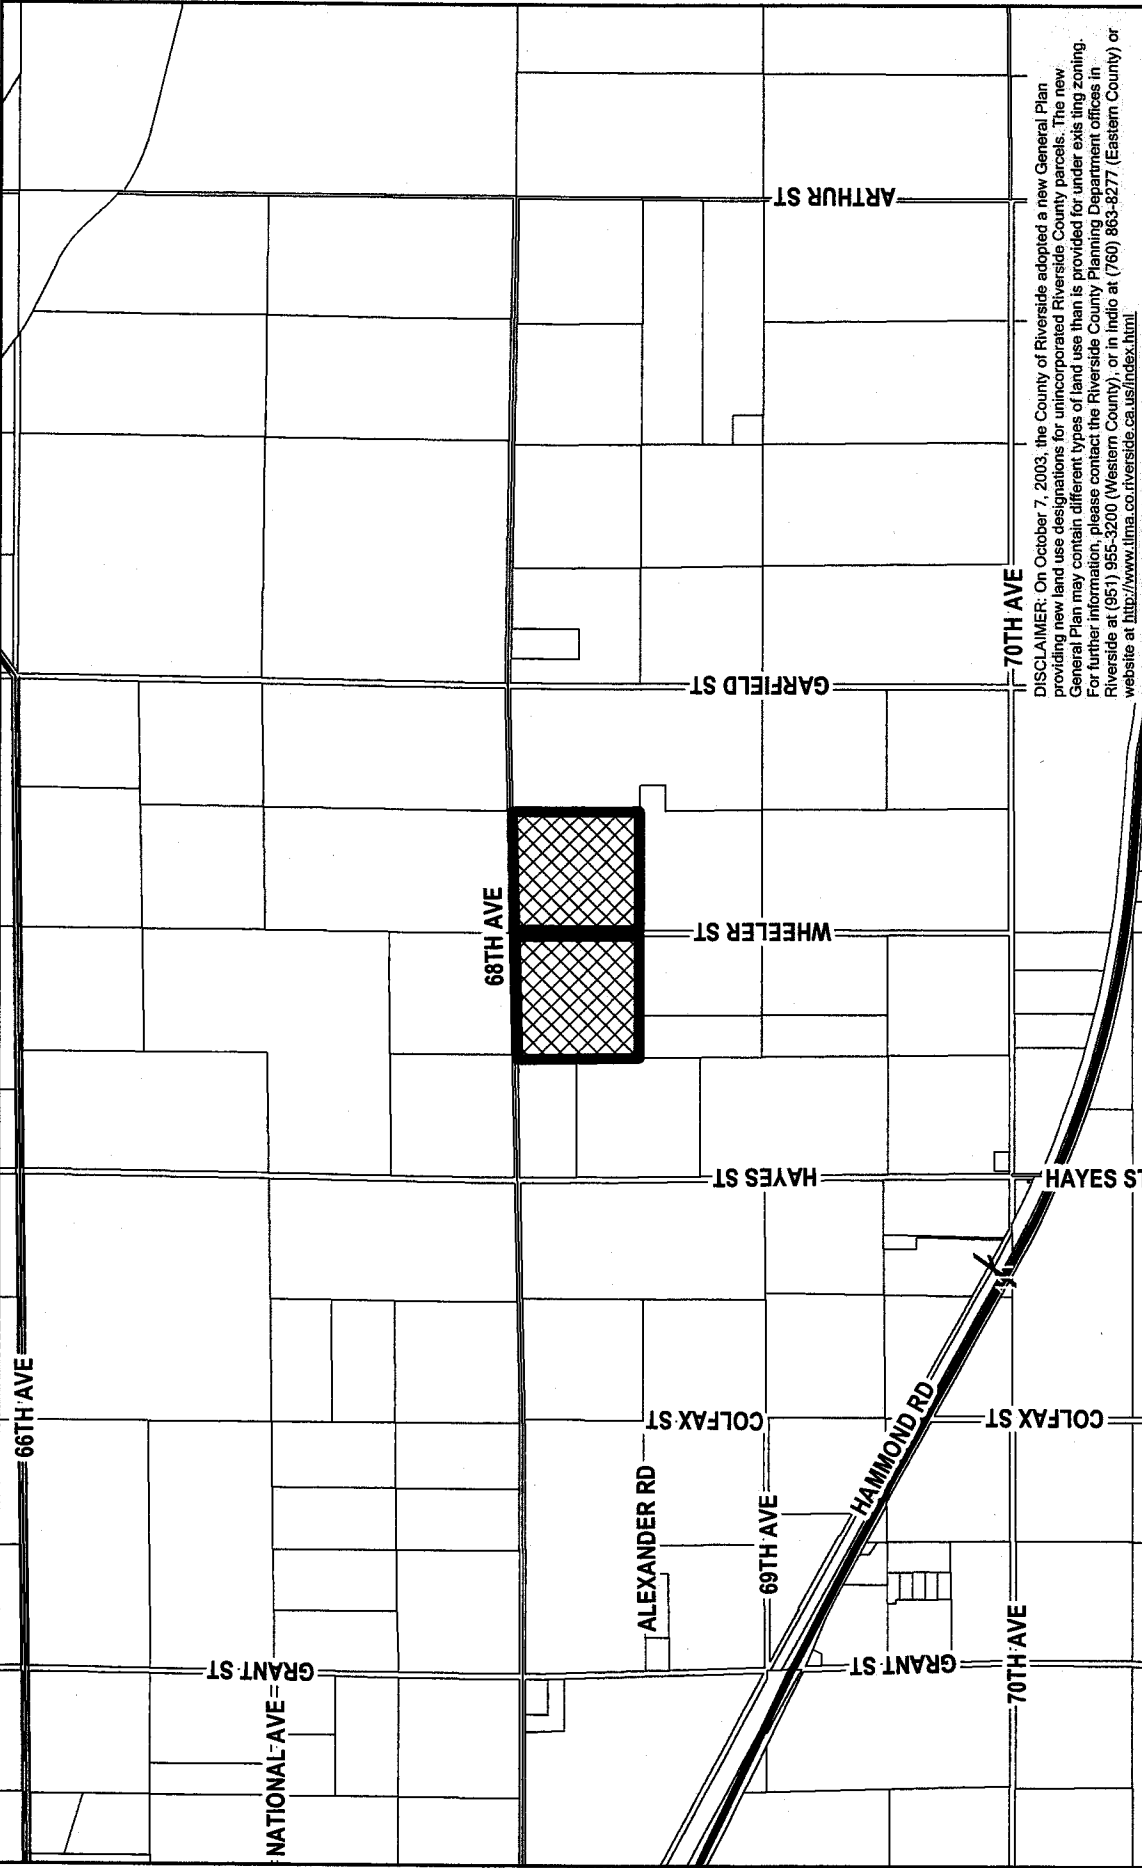 66TH AVE
NATIONAL AVE
GRANT ST
68TH AVE
ALEXANDER RD
COLFAX ST
69TH AVE
HAYES ST
WHEELER ST
GARFIELD ST
ARTHUR ST
HAMMOND RD
GRANT ST
COLFAX ST
HAYES ST
70TH AVE
70TH AVE
DISCLAIMER: On October 7, 2003, the County of Riverside adopted a new General Plan
providing new land use designations for unincorporated Riverside County parcels. The new
General Plan may contain different types of land use than is provided for under existing zoning.
For further information, please contact the Riverside County Planning Department offices in
Riverside at (951) 955-3200 (Western County), or in Indio at (760) 863-8277 (Eastern County) or
website at http://www.tlma.co.riverside.ca.us/index.html